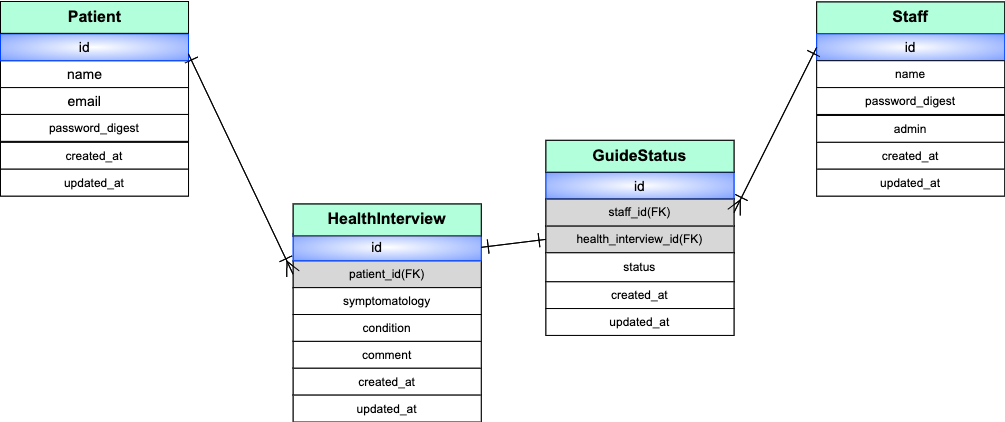 Patient
id
name
email
password_digest
created_at
updated_at
HealthInterview
id
patient_id(FK)
symptomatology
condition
comment
created_at
updated_at
GuideStatus
id
staff_id(FK)
health_interview_id(FK)
status
created_at
updated_at
Staff
id
name
password_digest
admin
created_at
updated_at